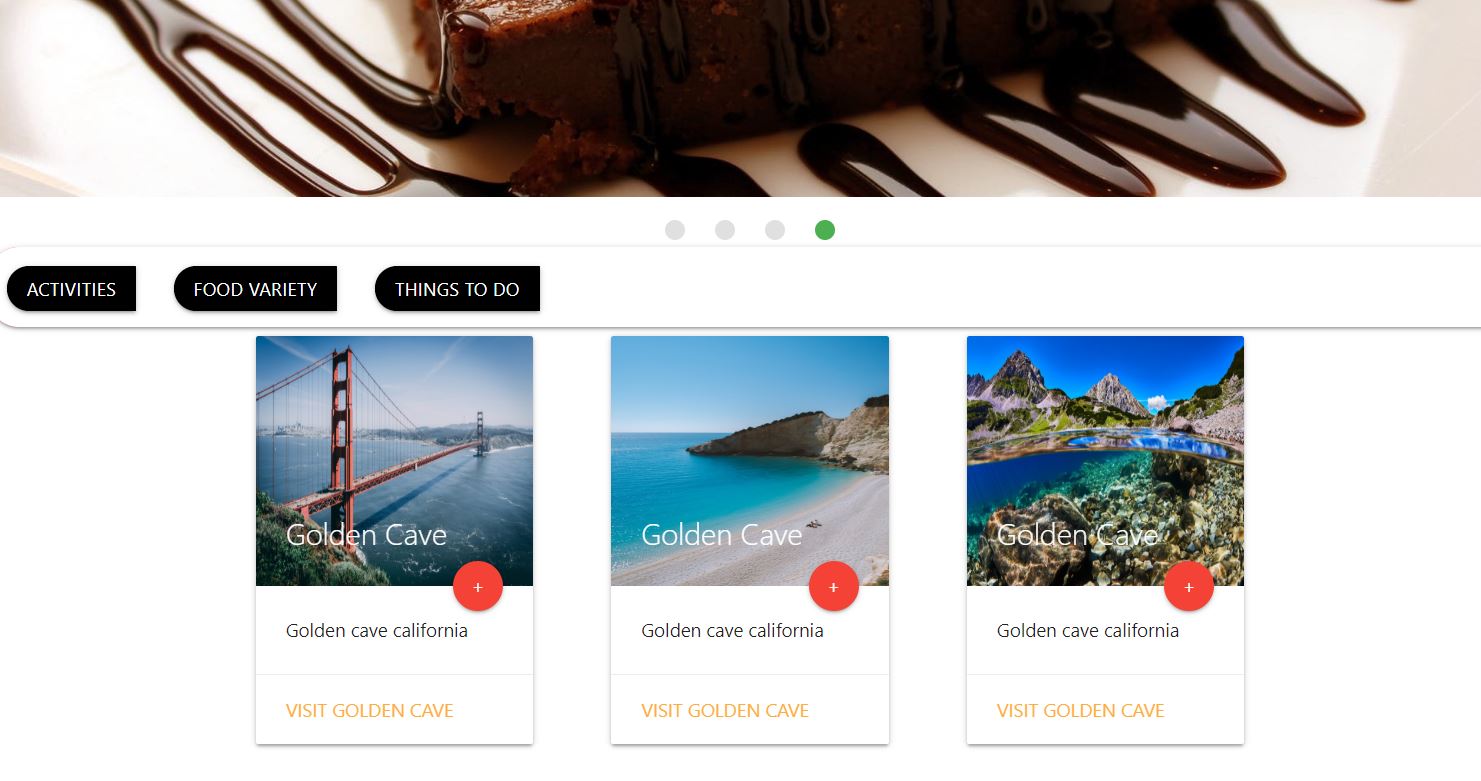 ACTIVITIES FOOD VARIETY THINGS TO DO
Golden Cave Golden Cave Golden Cave
+ + +
Golden cave california Golden cave california Golden cave california
VISIT GOLDEN CAVE VISIT GOLDEN CAVE VISIT GOLDEN CAVE